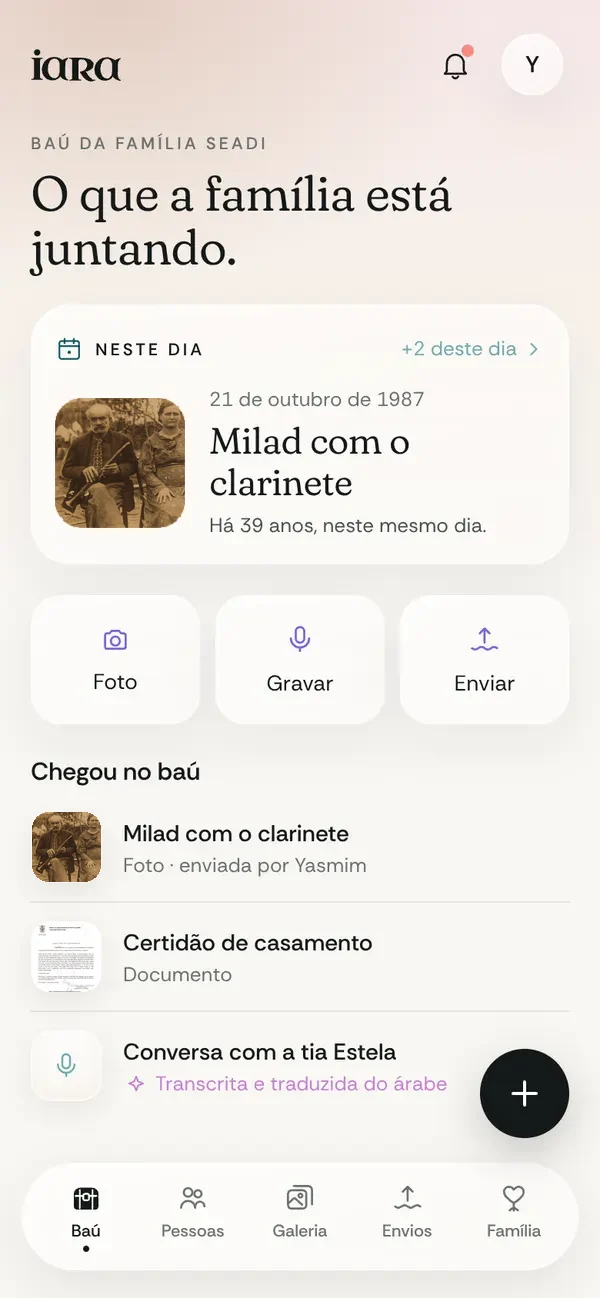 iara
Y
BAÚ DA FAMÍLIA SEADI
O que a família está
juntando.
NESTE DIA
+2 deste dia
21 de outubro de 1987
Milad com o
clarinete
Há 39 anos, neste mesmo dia.
Foto
Gravar
Enviar
Chegou no baú
Milad com o clarinete
Foto · enviada por Yasmim
Certidão de casamento
Documento
Conversa com a tia Estela
Transcrita e traduzida do árabe
Baú
Pessoas
Galeria
Envios
Família